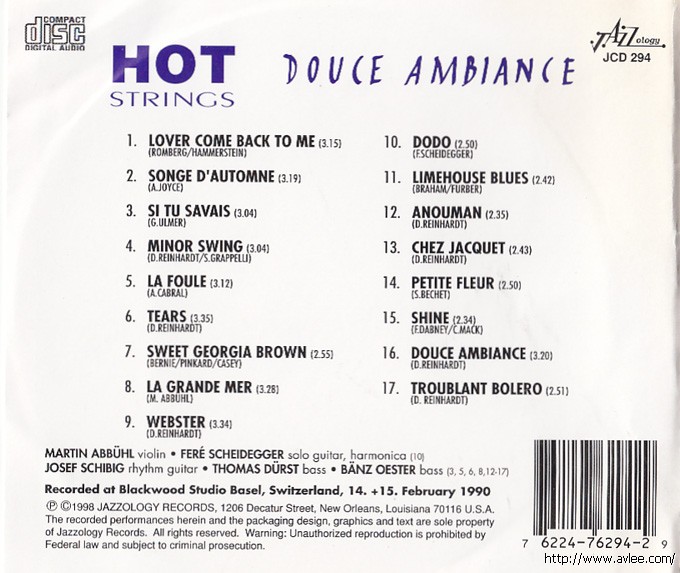 COMPACT
disc
DIGITAL AUDIO
HOT
STRINGS
DOUCE AMBIANCE
JAZZology
JCD 294
1. LOVER COME BACK TO ME (3.15)
(ROMBERG/HAMMERSTEIN)
2. SONGE D'AUTOMNE (3.19)
(A.JOYCE)
3. SI TU SAVAIS (3.04)
(G.ULMER)
4. MINOR SWING (3.04)
(D.REINHARDT/S.GRAPPELLI)
5. LA FOULE (3.12)
(A.CABRAL)
6. TEARS (3.35)
(D.REINHARDT)
7. SWEET GEORGIA BROWN (2.55)
(BERNIE/PINKARD/CASEY)
8. LA GRANDE MER (3.28)
(M. ABBÜHL)
9. WEBSTER (3.34)
(D.REINHARDT)
10. DODO (2.50)
(F.SCHEIDEGGER)
11. LIMEHOUSE BLUES (2.42)
(BRAHAM/FURBER)
12. ANOUMAN (2.35)
(D.REINHARDT)
13. CHEZ JACQUET (2.43)
(D.REINHARDT)
14. PETITE FLEUR (2.50)
(S.BECHET)
15. SHINE (2.34)
(F.DABNEY/C.MACK)
16. DOUCE AMBIANCE (3.20)
(D.REINHARDT)
17. TROUBLANT BOLERO (2.51)
(D. REINHARDT)
MARTIN ABBÜHL violin • FERÉ SCHEIDEGGER solo guitar, harmonica (10)
JOSEF SCHIBIG rhythm guitar • THOMAS DÜRST bass • BÄNZ OESTER bass (3, 5, 6, 8,12-17)
Recorded at Blackwood Studio Basel, Switzerland, 14. +15. February 1990
℗ ©1998 JAZZOLOGY RECORDS, 1206 Decatur Street, New Orleans, Louisiana 70116 U.S.A.
The recorded performances herein and the packaging design, graphics and text are sole property
of Jazzology Records. All rights reserved. Warning: Unauthorized reproduction is prohibited by
Federal law and subject to criminal prosecution.
7 62247-76294-2 9
http://www.avlee.com/